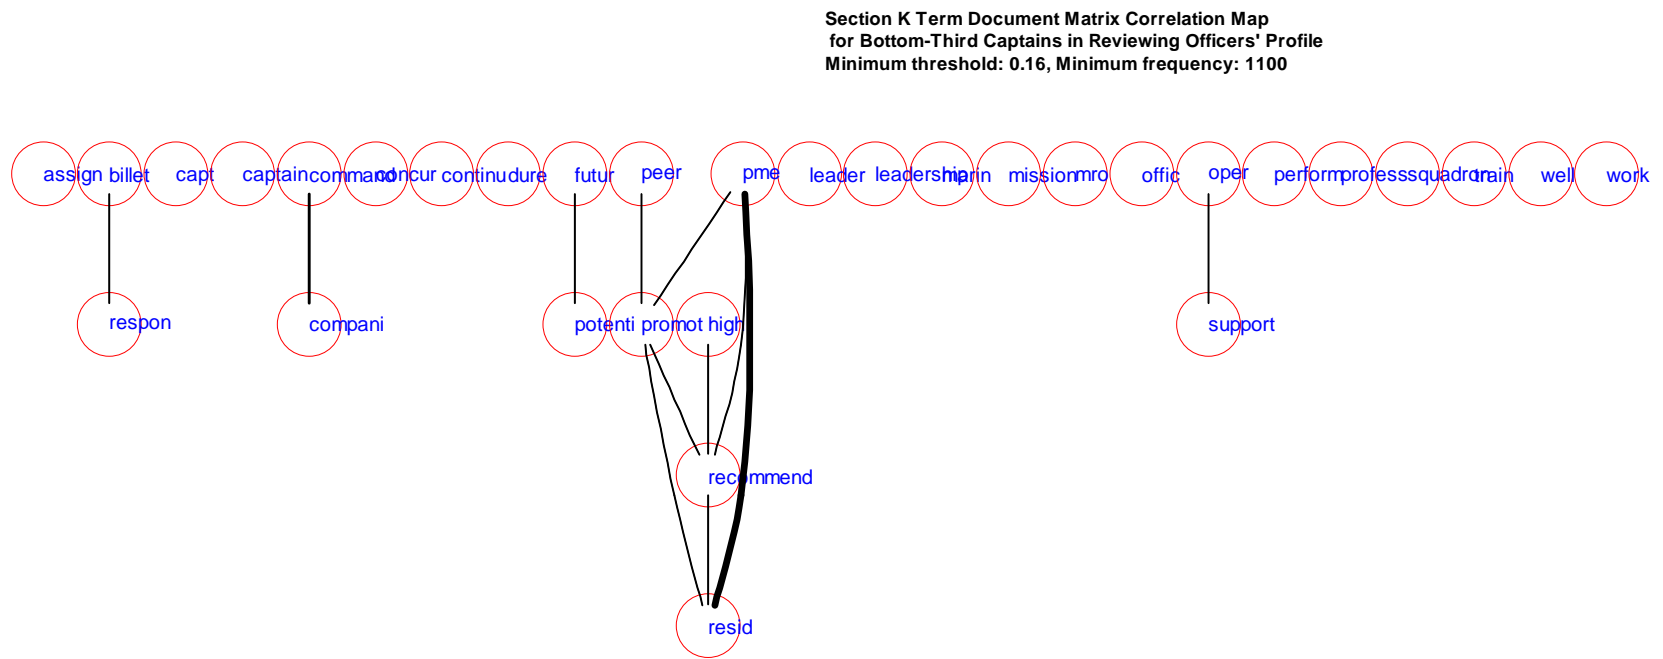 Section K Term Document Matrix Correlation Map
for Bottom-Third Captains in Reviewing Officers' Profile
Minimum threshold: 0.16, Minimum frequency: 1100
assign billet capt captain command concur continu dure futur peer pme leader leadership marin mission mro offic oper perform profess squadron train well work
respon compani potenti promot high support
recommend
resid